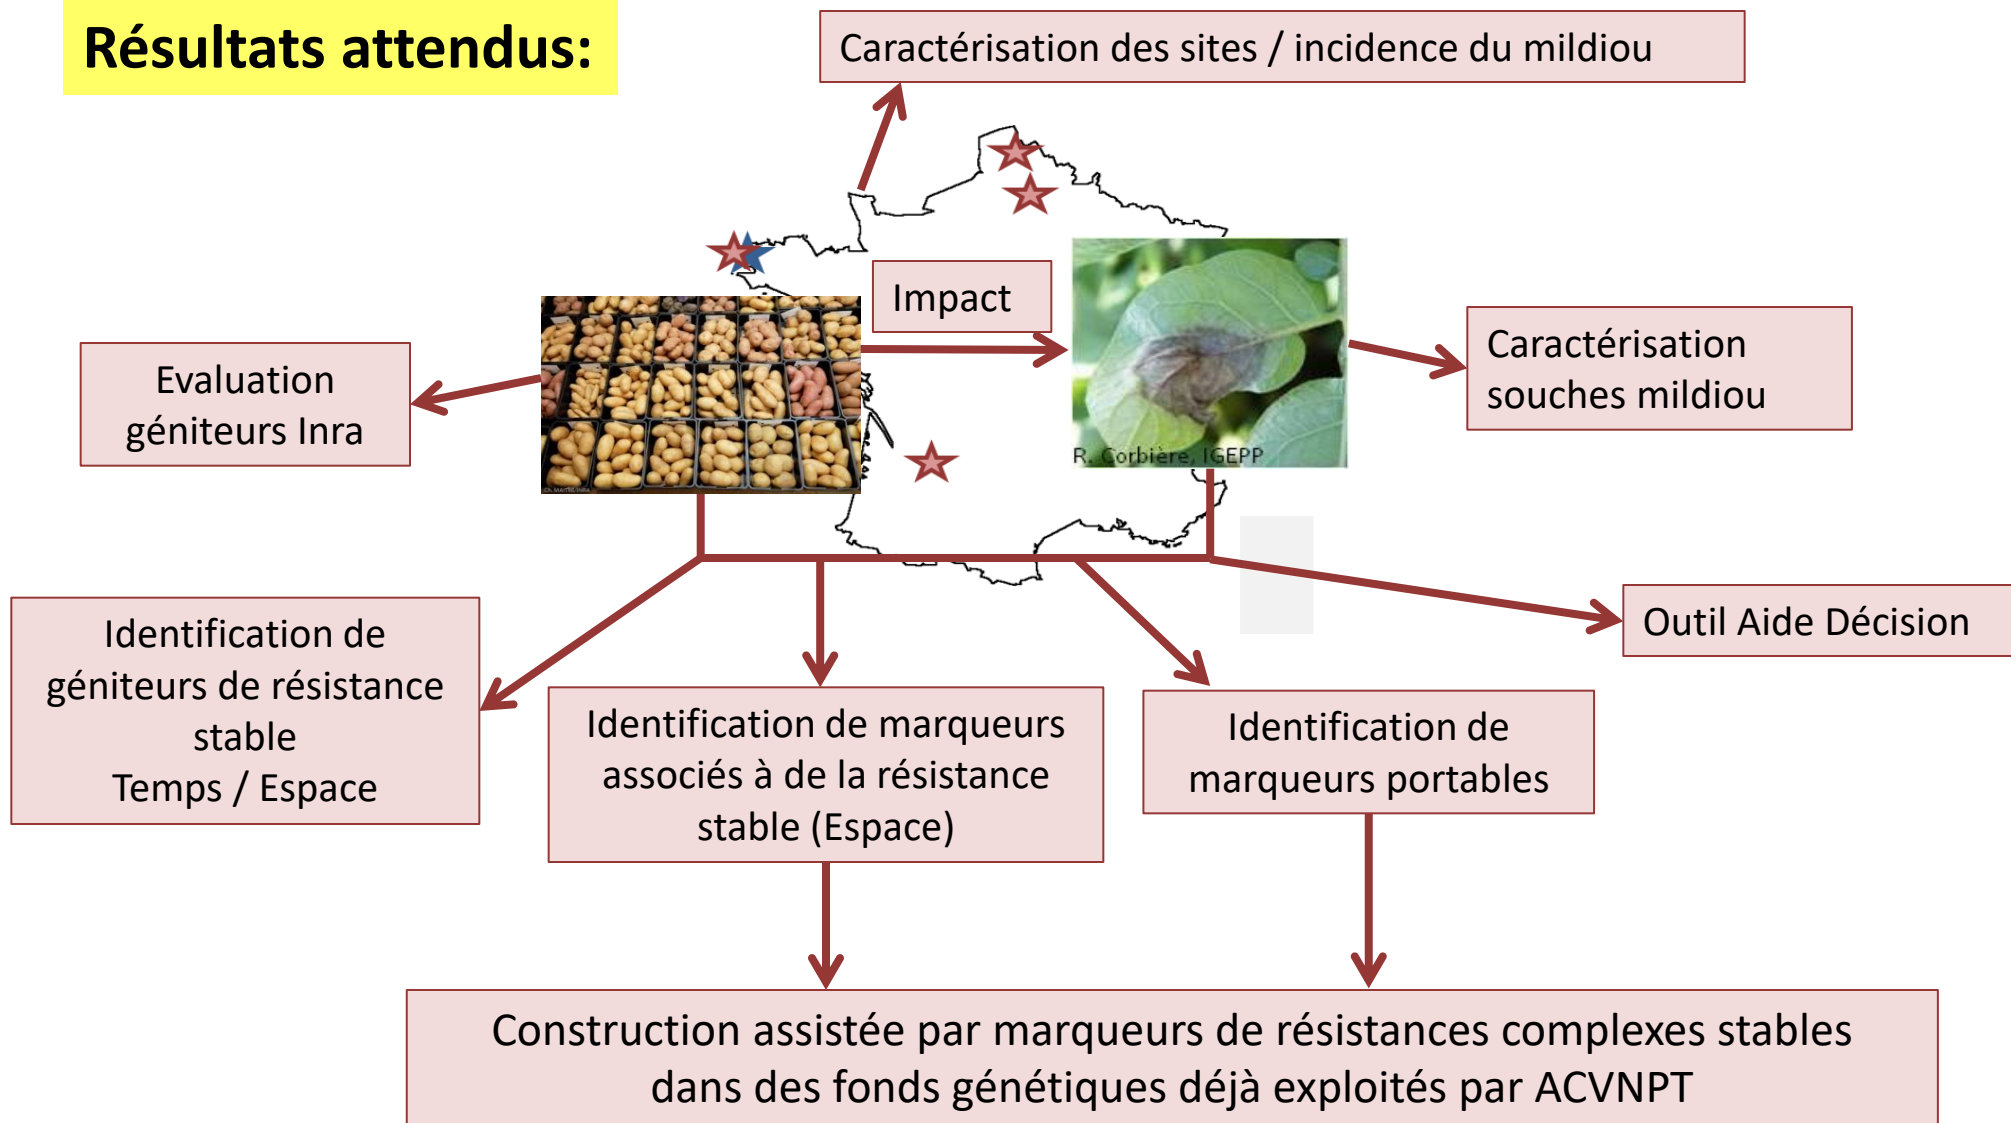 Résultats attendus:
Caractérisation des sites / incidence du mildiou
Impact
Evaluation
géniteurs Inra
Caractérisation
souches mildiou
R. Corbière, IGEPP
Identification de
géniteurs de résistance
stable
Temps / Espace
Identification de marqueurs
associés à de la résistance
stable (Espace)
Identification de
marqueurs portables
Outil Aide Décision
Construction assistée par marqueurs de résistances complexes stables
dans des fonds génétiques déjà exploités par ACVNPT